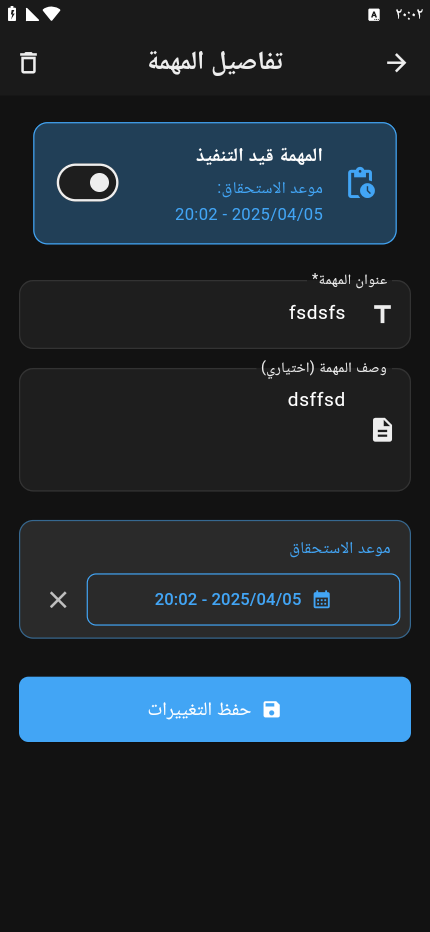 ٢٠:٠٢
تفاصيل المهمة
المهمة قيد التنفيذ
موعد الاستحقاق:
20:02 - 2025/04/05
عنوان المهمة*
fsdsfs
وصف المهمة (اختياري)
dsffsd
موعد الاستحقاق
20:02 - 2025/04/05
حفظ التغييرات